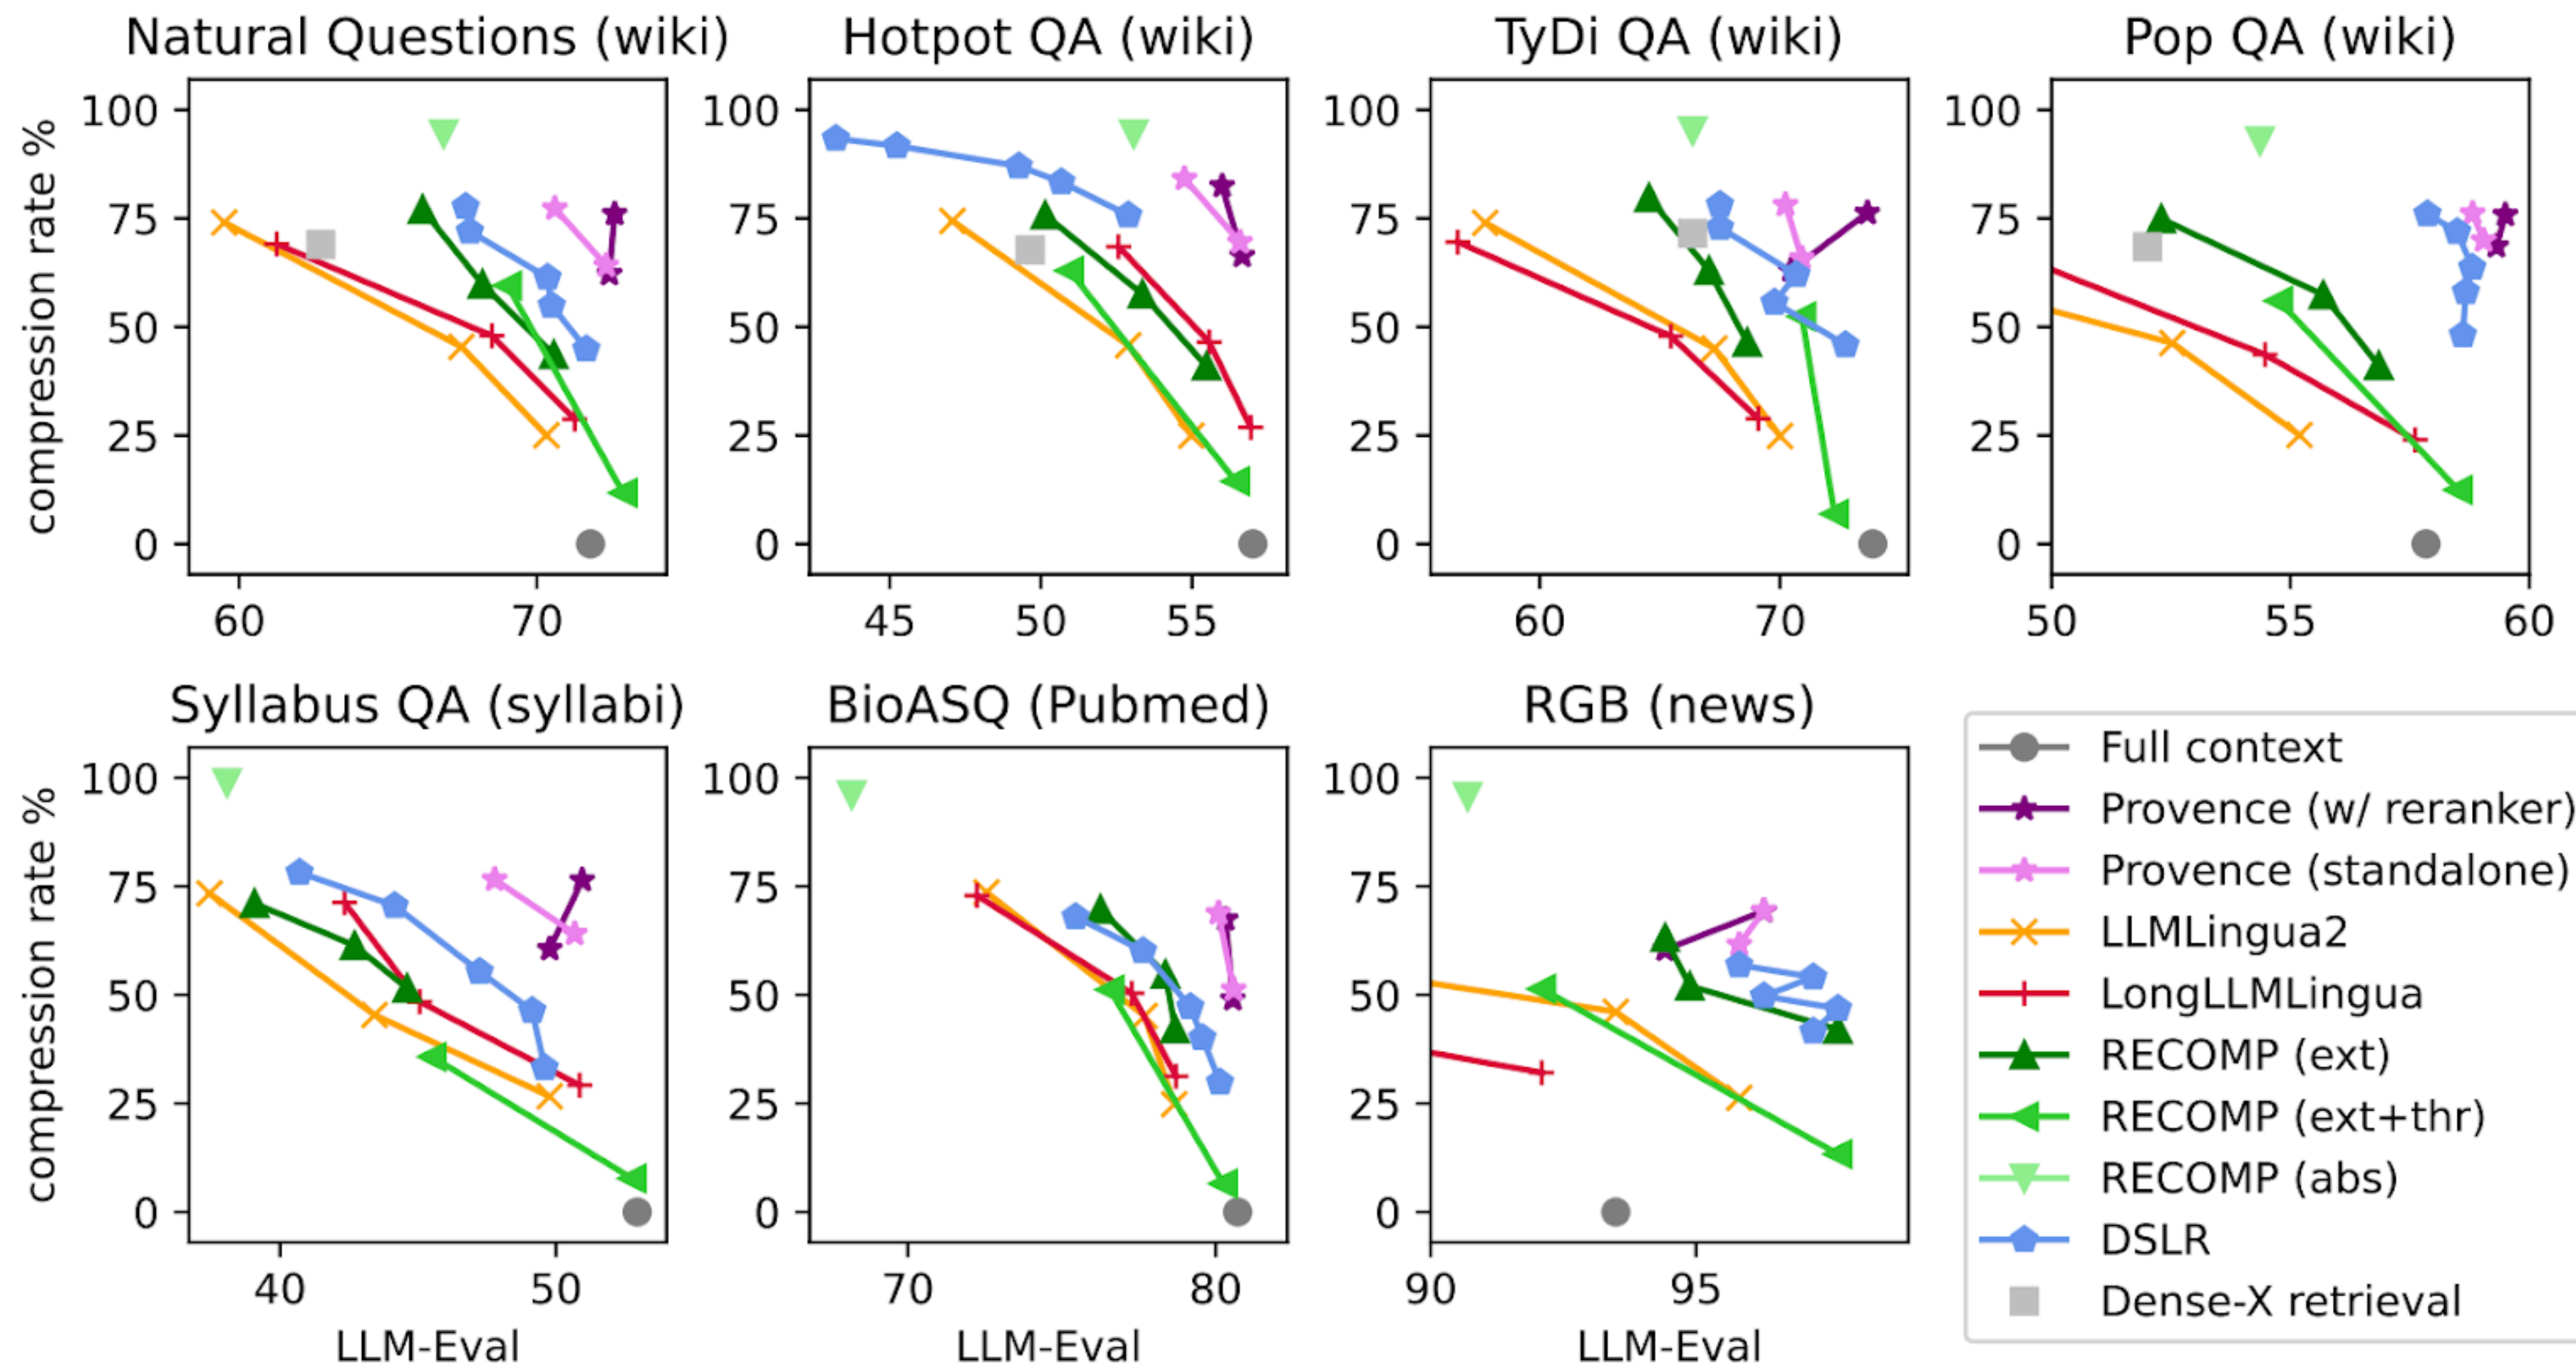 Natural Questions (wiki)
Hotpot QA (wiki)
TyDi QA (wiki)
Pop QA (wiki)
compression rate %
100
75
50
25
0
60
70
100
75
50
25
0
45
50
55
100
75
50
25
0
60
70
100
75
50
25
0
50
55
60
Syllabus QA (syllabi)
BioASQ (Pubmed)
RGB (news)
compression rate %
100
75
50
25
0
40
50
LLM-Eval
100
75
50
25
0
70
80
LLM-Eval
100
75
50
25
0
90
95
LLM-Eval
Full context
Provence (w/ reranker)
Provence (standalone)
LLMLingua2
LongLLMLingua
RECOMP (ext)
RECOMP (ext+thr)
RECOMP (abs)
DSLR
Dense-X retrieval